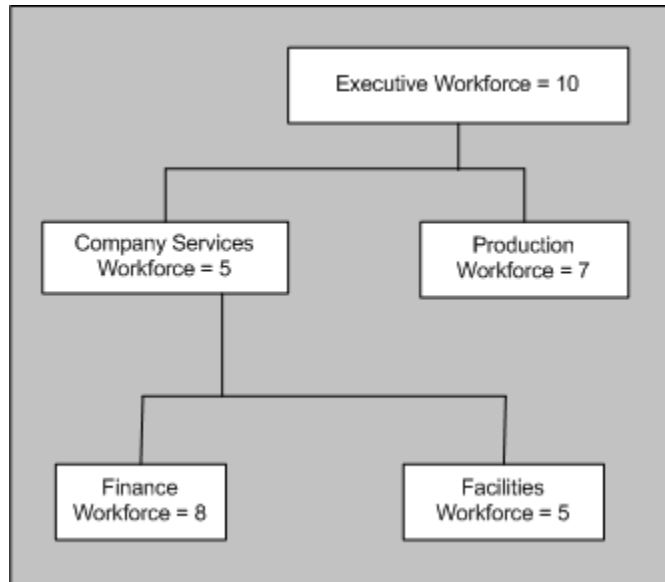 Executive Workforce = 10
Company Services
Workforce = 5
Production
Workforce = 7
Finance
Workforce = 8
Facilities
Workforce = 5